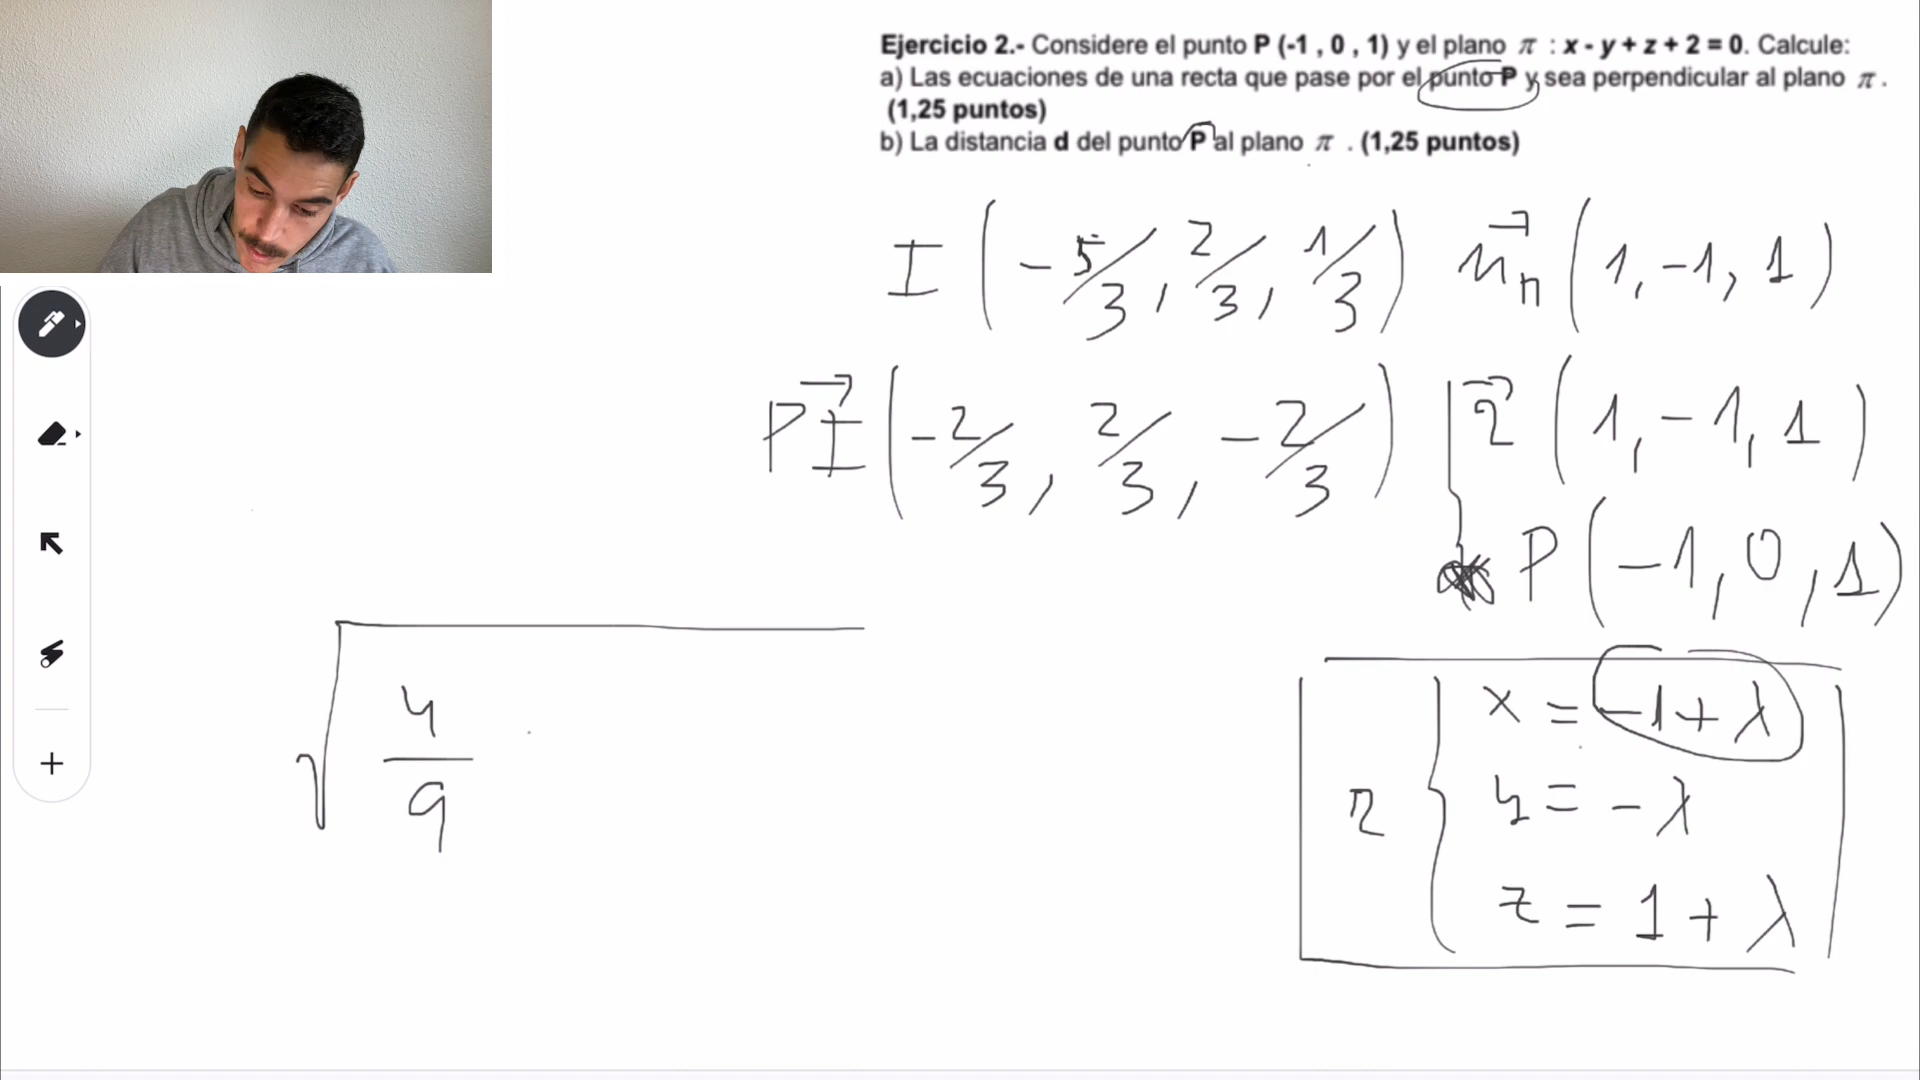 Ejercicio 2.- Considere el punto P (-1 , 0 , 1) y el plano π : x - y + z + 2 = 0. Calcule:
a) Las ecuaciones de una recta que pase por el punto P y sea perpendicular al plano π .
(1,25 puntos)
b) La distancia d del punto P al plano π . (1,25 puntos)
I (-5/3, 2/3, 1/3) n⃗n (1, -1, 1)
PI⃗ (-2/3, 2/3, -2/3) r⃗ (1, -1, 1)
P (-1, 0, 1)
√ 4/9
r { x = -1 + λ
y = - λ
z = 1 + λ